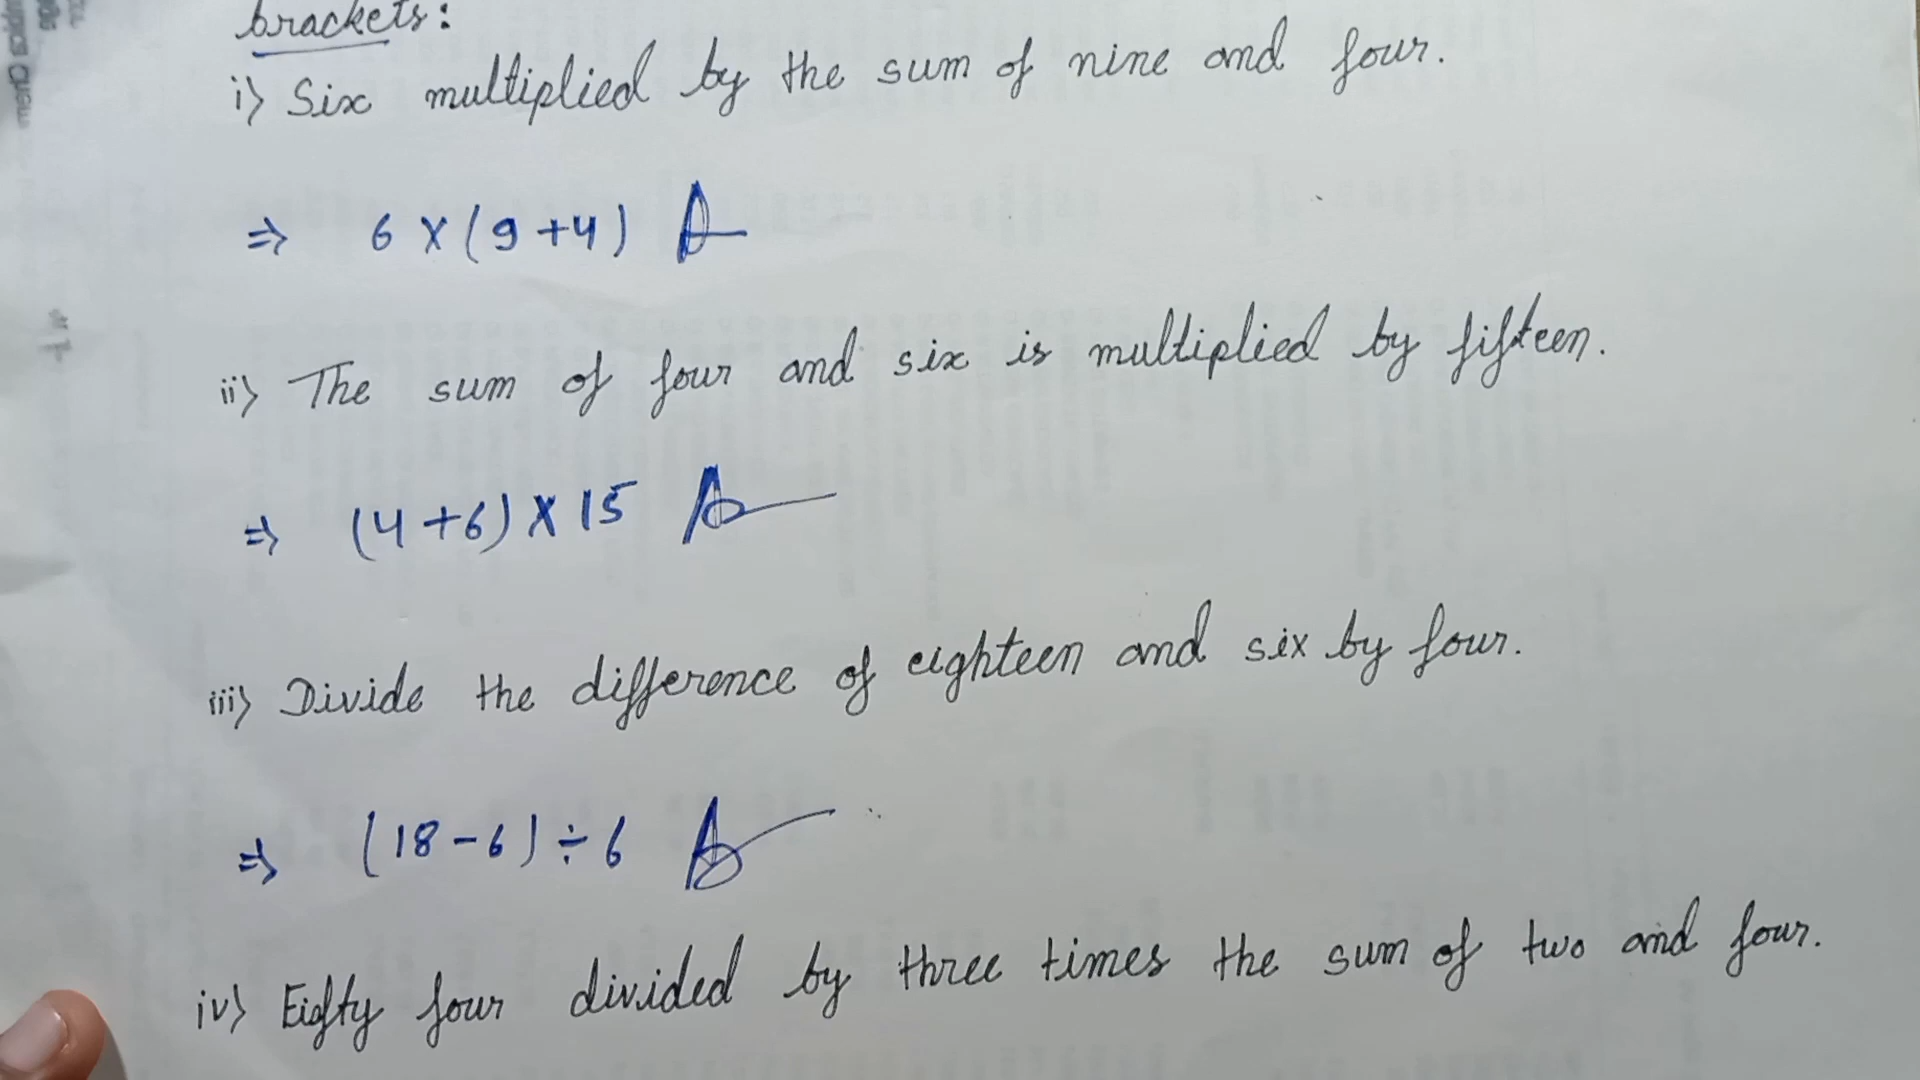 brackets:
i) Six multiplied by the sum of nine and four.
⇒ 6 × (9+4)
ii) The sum of four and six is multiplied by fifteen.
⇒ (4+6) × 15
iii) Divide the difference of eighteen and six by four.
⇒ (18-6) ÷ 6
iv) Eighty four divided by three times the sum of two and four.